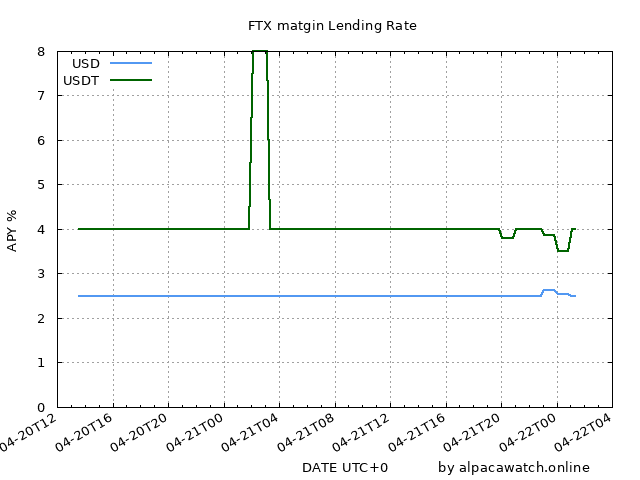 FTX matgin Lending Rate
USD
USDT
8
7
6
5
4
3
2
1
0
APY %
04-20T12
04-20T16
04-20T20
04-21T00
04-21T04
04-21T08
04-21T12
04-21T16
04-21T20
04-22T00
04-22T04
DATE UTC+0
by alpacawatch.online